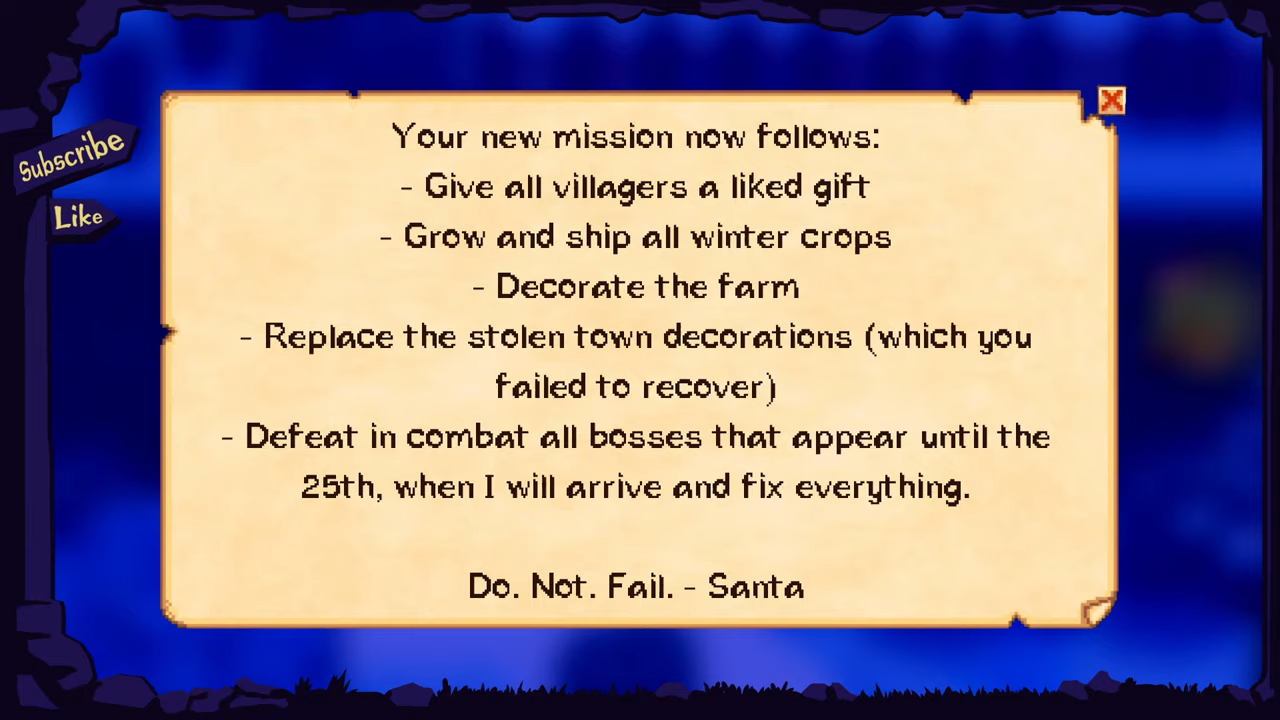 Subscribe
Like
Your new mission now follows:
- Give all villagers a liked gift
- Grow and ship all winter crops
- Decorate the farm
- Replace the stolen town decorations (which you
failed to recover)
- Defeat in combat all bosses that appear until the
25th, when I will arrive and fix everything.
Do. Not. Fail. - Santa